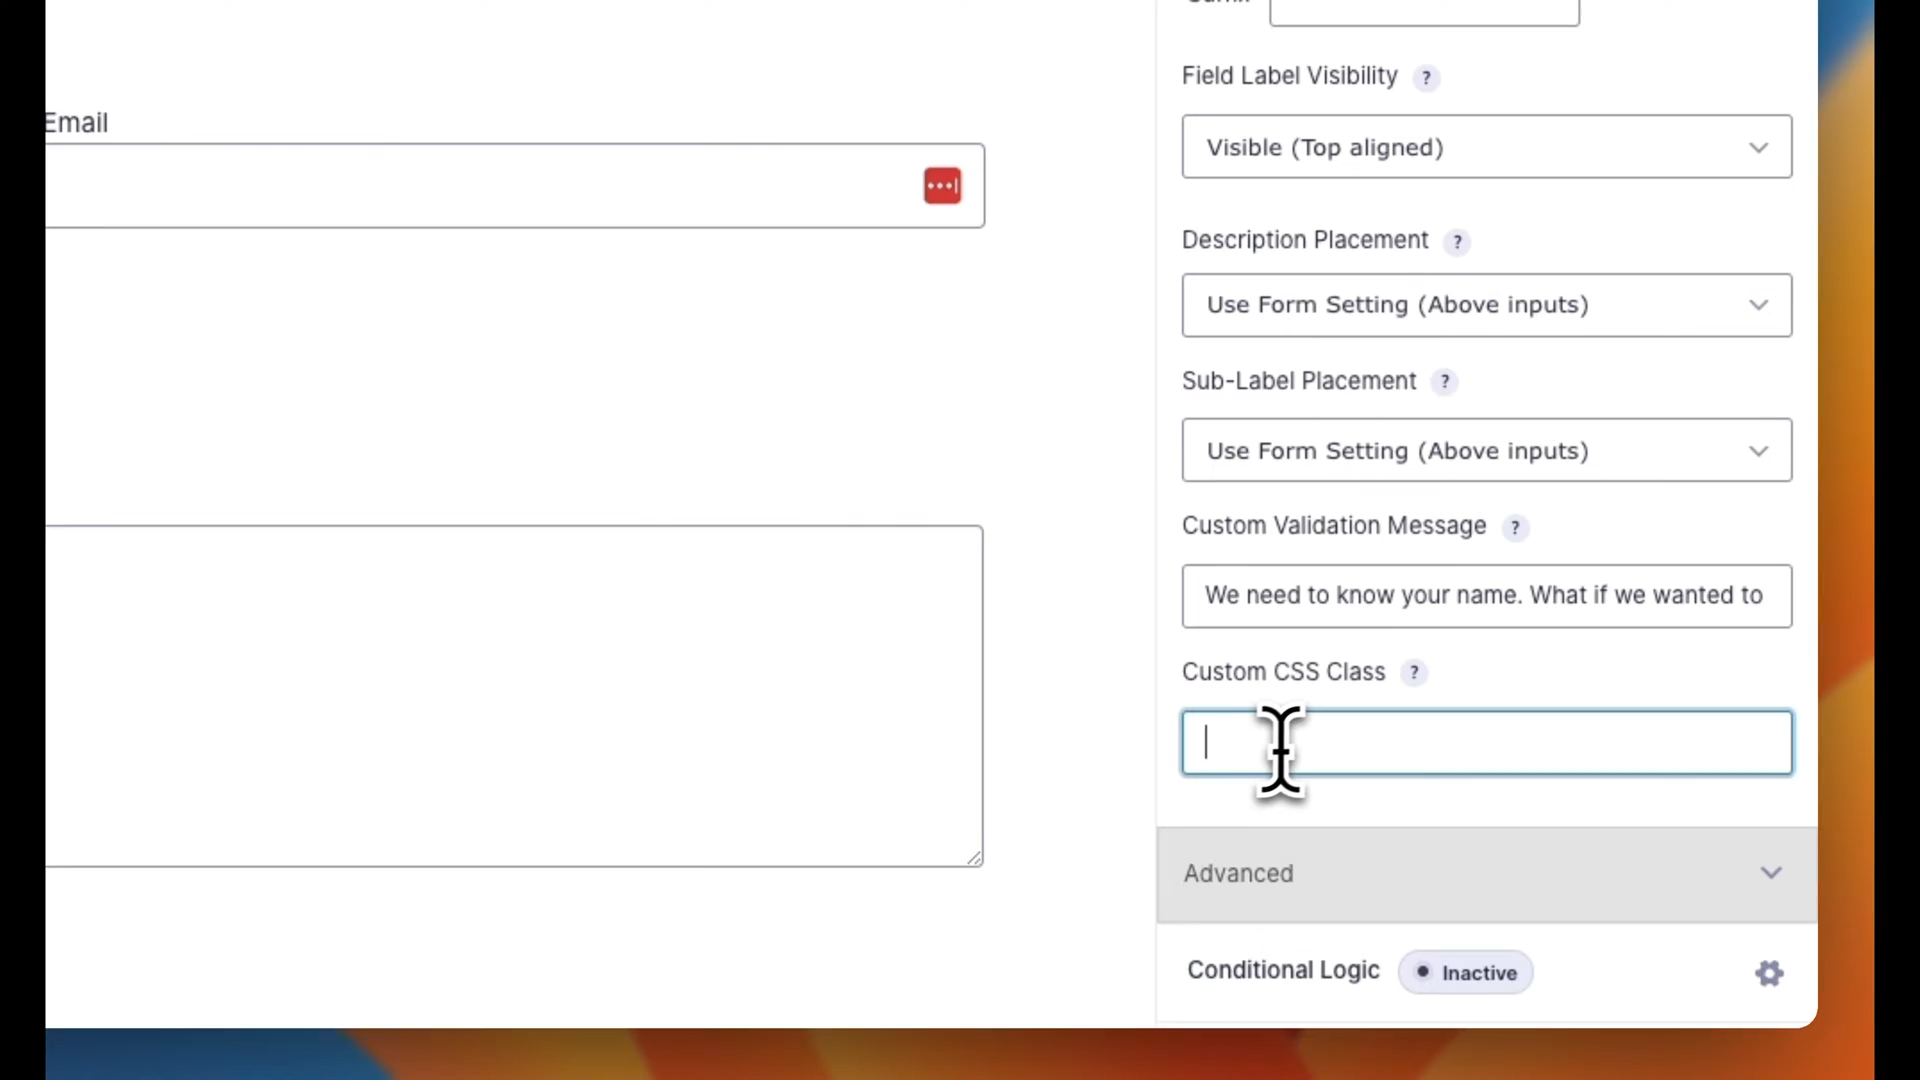 Field Label Visibility ?
Email
Visible (Top aligned)
Description Placement ?
Use Form Setting (Above inputs)
Sub-Label Placement ?
Use Form Setting (Above inputs)
Custom Validation Message ?
We need to know your name. What if we wanted to
Custom CSS Class ?
Advanced
Conditional Logic Inactive